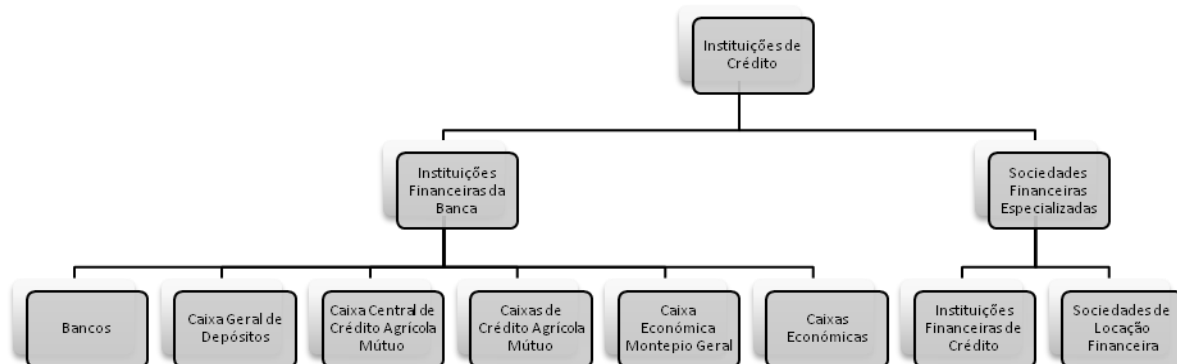 Instituições de
Crédito
Instituições
Financeiras da
Banca
Sociedades
Financeiras
Especializadas
Bancos
Caixa Geral de
Depósitos
Caixa Central de
Crédito Agrícola
Mútuo
Caixas de
Crédito Agrícola
Mútuo
Caixa
Económica
Montepio Geral
Caixas
Económicas
Instituições
Financeiras de
Crédito
Sociedades de
Locação
Financeira